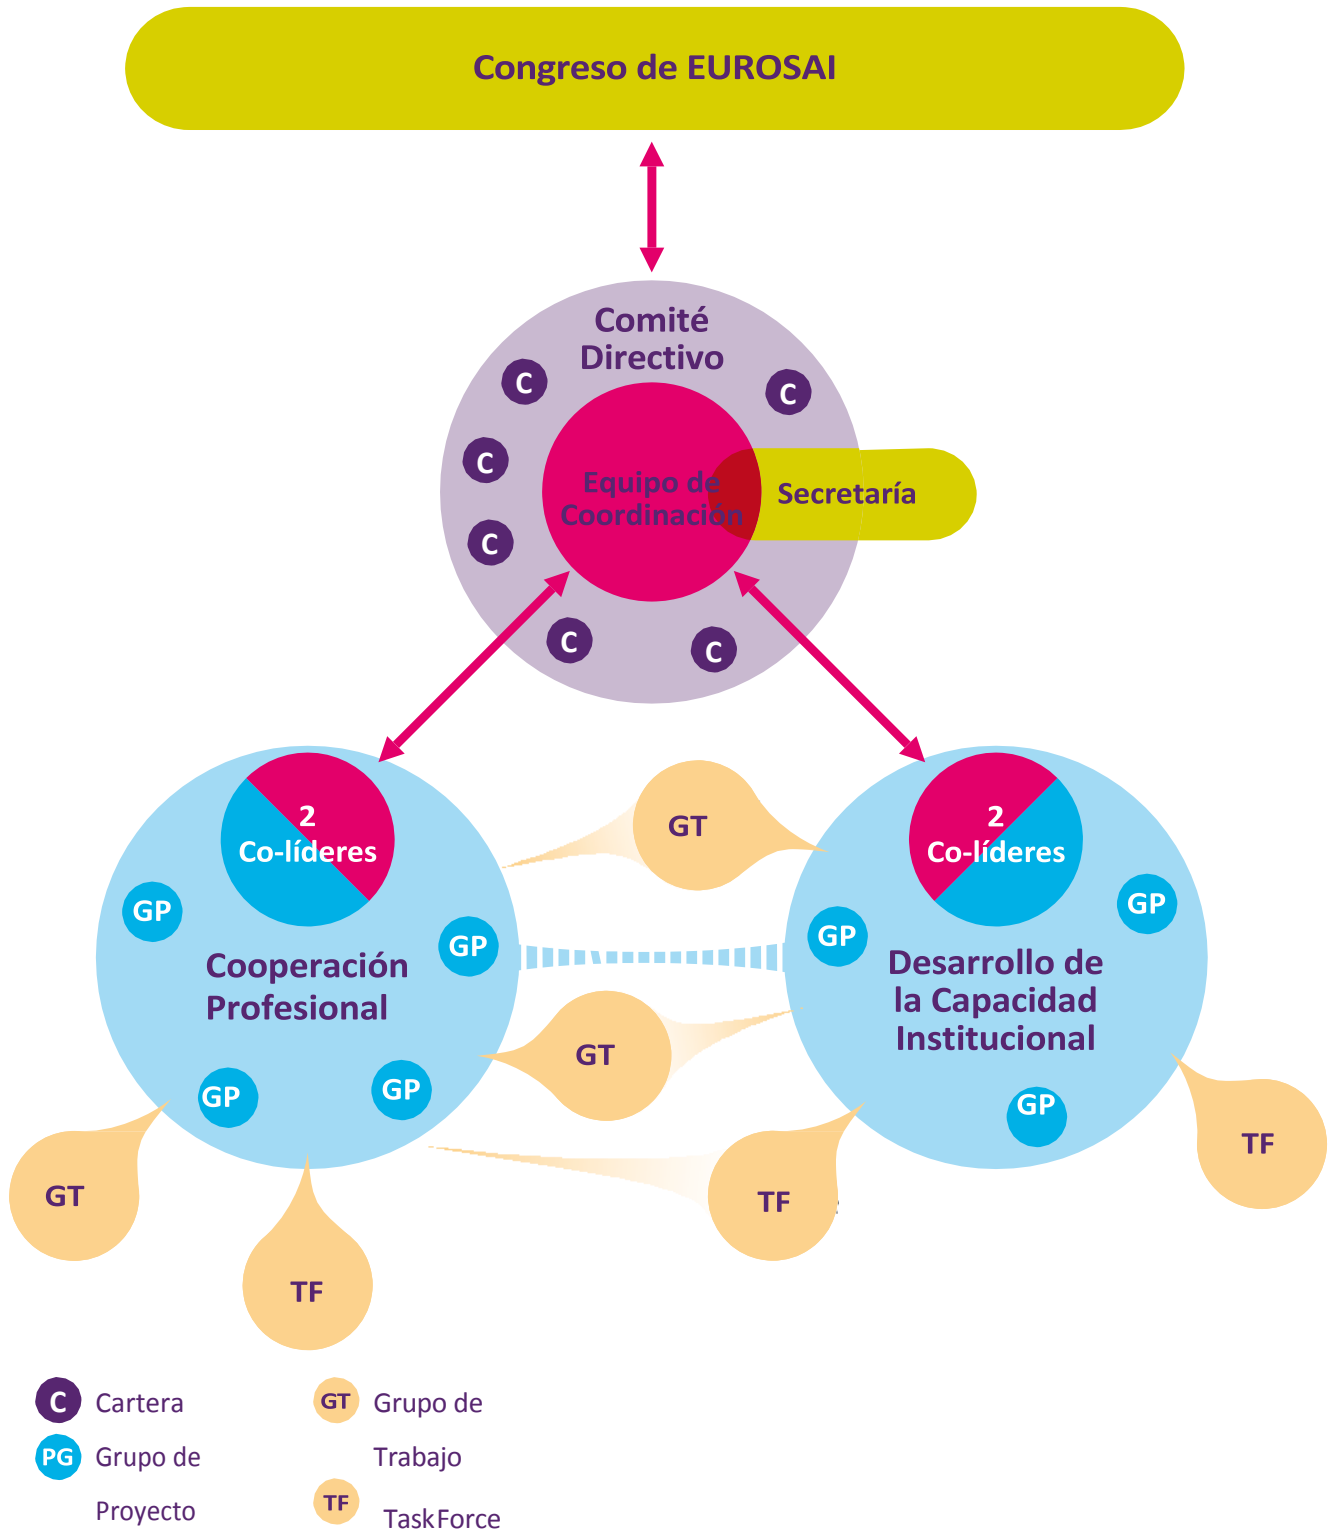 Congreso de EUROSAI
Comité
Directivo
C
C
C
C
Equipo de
Coordinación
Secretaría
C
C
2
Co-líderes
GT
2
Co-líderes
GP
GP
GP
GP
Cooperación
Profesional
Desarrollo de
la Capacidad
Institucional
GT
GP
GP
GP
GT
TF
TF
TF
C Cartera
PG Grupo de
Proyecto
GT Grupo de
Trabajo
TF TaskForce